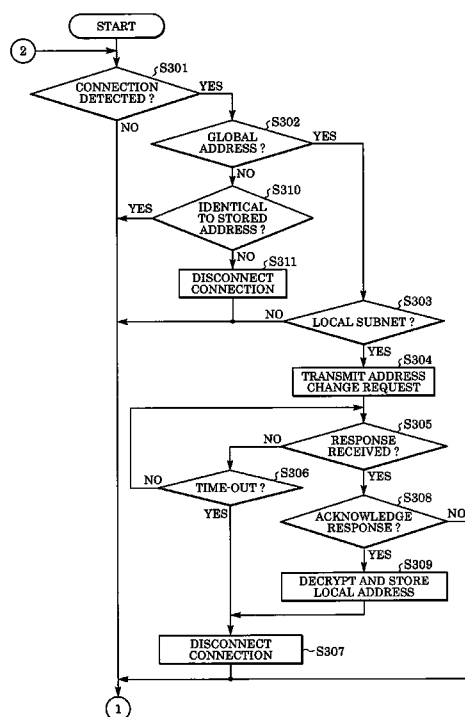 START
2
S301
CONNECTION
DETECTED ?
YES
NO
S302
GLOBAL
ADDRESS ?
YES
NO
S310
IDENTICAL
TO STORED
ADDRESS ?
YES
NO
S311
DISCONNECT
CONNECTION
S303
LOCAL SUBNET ?
NO
YES
S304
TRANSMIT ADDRESS
CHANGE REQUEST
S305
RESPONSE
RECEIVED ?
NO
YES
S306
TIME-OUT ?
NO
YES
S308
ACKNOWLEDGE
RESPONSE ?
NO
YES
S309
DECRYPT AND STORE
LOCAL ADDRESS
DISCONNECT
CONNECTION
S307
1